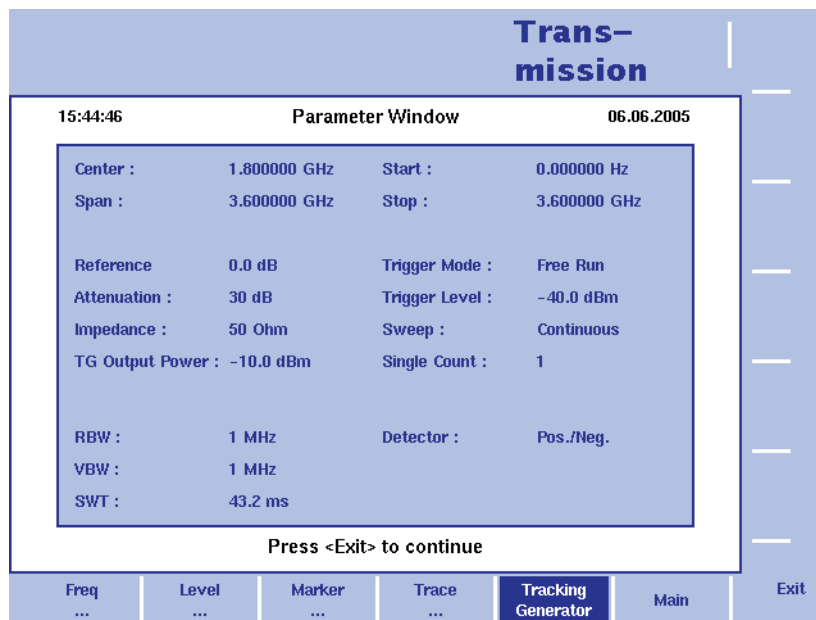 Trans–
mission
15:44:46 Parameter Window 06.06.2005
Center : 1.800000 GHz Start : 0.000000 Hz
Span : 3.600000 GHz Stop : 3.600000 GHz
Reference 0.0 dB Trigger Mode : Free Run
Attenuation : 30 dB Trigger Level : -40.0 dBm
Impedance : 50 Ohm Sweep : Continuous
TG Output Power : -10.0 dBm Single Count : 1
RBW : 1 MHz Detector : Pos./Neg.
VBW : 1 MHz
SWT : 43.2 ms
Press <Exit> to continue
Freq Level Marker Trace Tracking Main Exit
... ... ... ... Generator